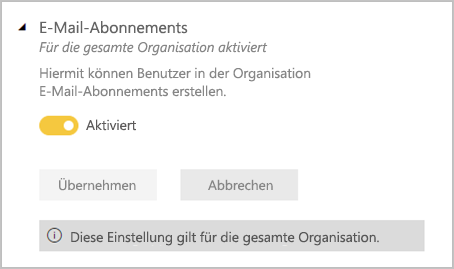 E-Mail-Abonnements
Für die gesamte Organisation aktiviert
Hiermit können Benutzer in der Organisation
E-Mail-Abonnements erstellen.
Aktiviert
Übernehmen Abbrechen
Diese Einstellung gilt für die gesamte Organisation.